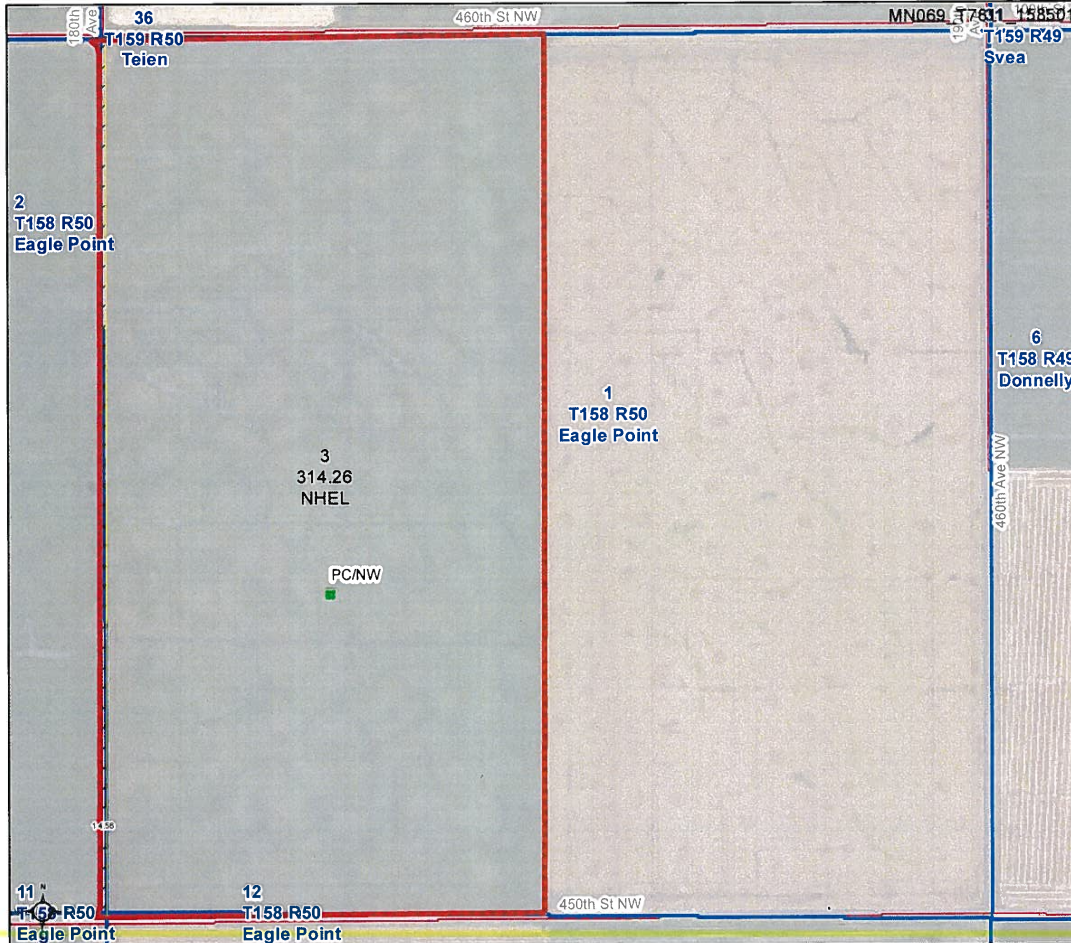 36
T159 R50
Teien
180th
Ave
460th St NW
T159 R49
Svea
2
T158 R50
Eagle Point
6
T158 R49
Donnelly
1
T158 R50
Eagle Point
3
314.26
NHEL
460th Ave NW
PC/NW
N
11
T158 R50
Eagle Point
12
T158 R50
Eagle Point
450th St NW